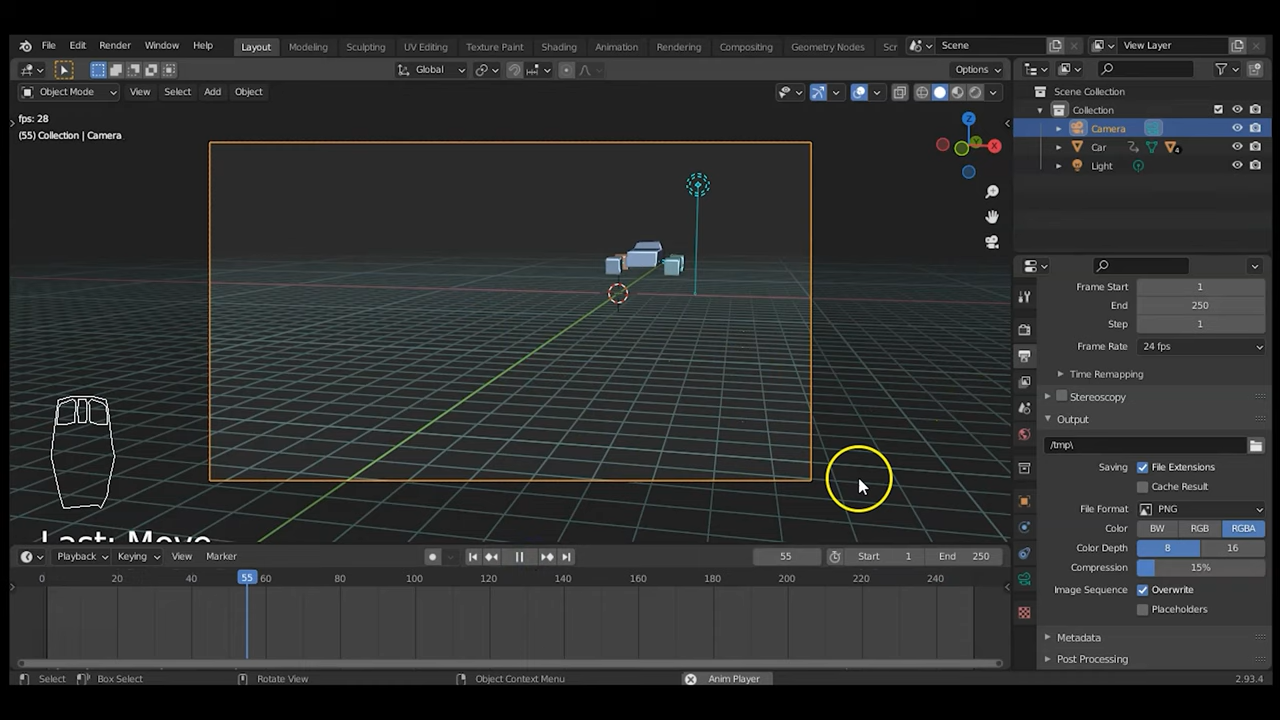 File Edit Render Window Help Layout Modeling Sculpting UV Editing Texture Paint Shading Animation Rendering Compositing Geometry Nodes Scr Scene View Layer
Global Options
Object Mode View Select Add Object
Scene Collection
Collection
Camera
Car
4
Light
fps: 28
(55) Collection | Camera
Z
Y
X
Frame Start 1
End 250
Step 1
Frame Rate 24 fps
Time Remapping
Stereoscopy
Output
/tmp\
Saving File Extensions
Cache Result
File Format PNG
Color BW RGB RGBA
Color Depth 8 16
Compression 15%
Image Sequence Overwrite
Placeholders
Metadata
Post Processing
Last: Move
Playback Keying View Marker 55 Start 1 End 250
0 20 40 55 60 80 100 120 140 160 180 200 220 240
Select Box Select Rotate View Object Context Menu Anim Player 2.93.4